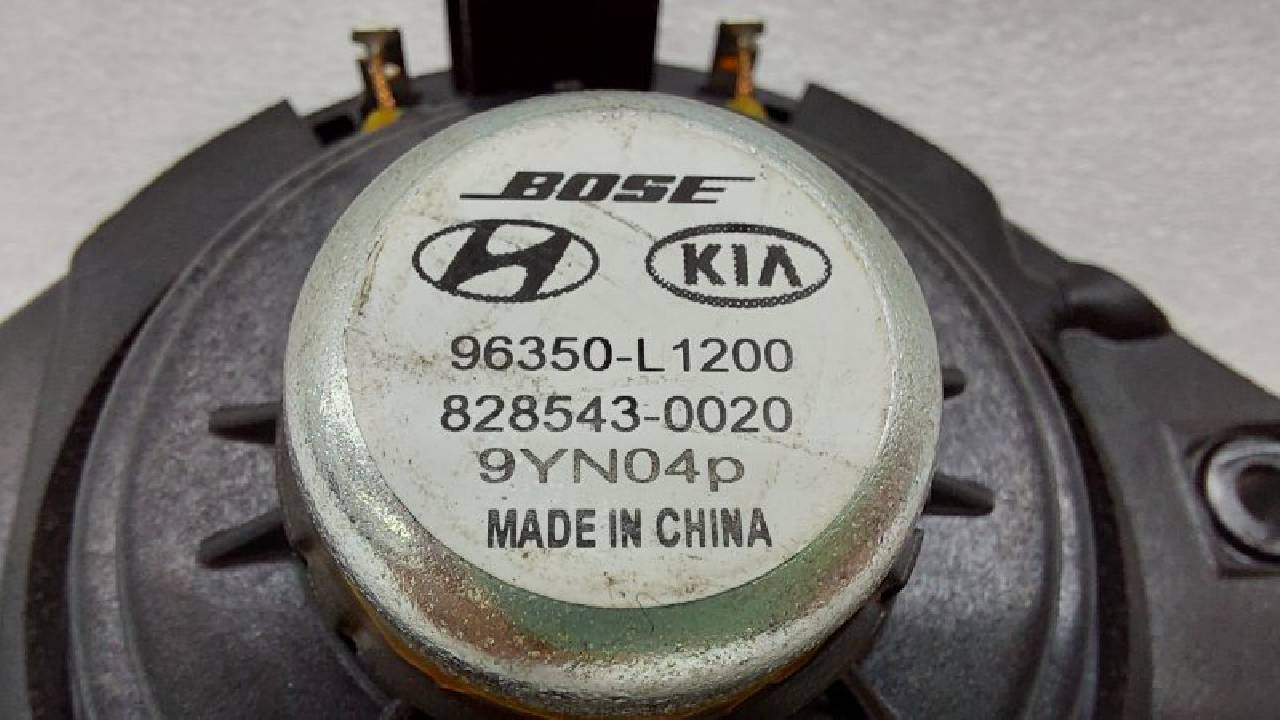 BOSE
KIA
96350-L1200
828543-0020
9YN04p
MADE IN CHINA